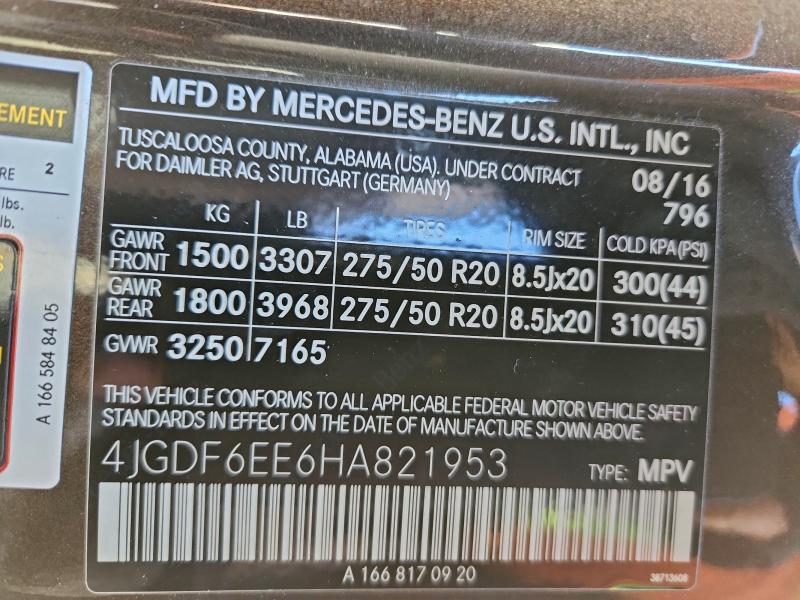 EMENT
RE 2
lbs.
lb.
S
A 166 584 84 05
MFD BY MERCEDES-BENZ U.S. INTL., INC
TUSCALOOSA COUNTY, ALABAMA (USA). UNDER CONTRACT
FOR DAIMLER AG, STUTTGART (GERMANY)
08/16
796
KG LB TIRES RIM SIZE COLD KPA(PSI)
GAWR FRONT 1500 3307 275/50 R20 8.5Jx20 300(44)
GAWR REAR 1800 3968 275/50 R20 8.5Jx20 310(45)
GVWR 3250 7165
THIS VEHICLE CONFORMS TO ALL APPLICABLE FEDERAL MOTOR VEHICLE SAFETY
STANDARDS IN EFFECT ON THE DATE OF MANUFACTURE SHOWN ABOVE.
4JGDF6EE6HA821953 TYPE: MPV
A 166 817 09 20
38713608